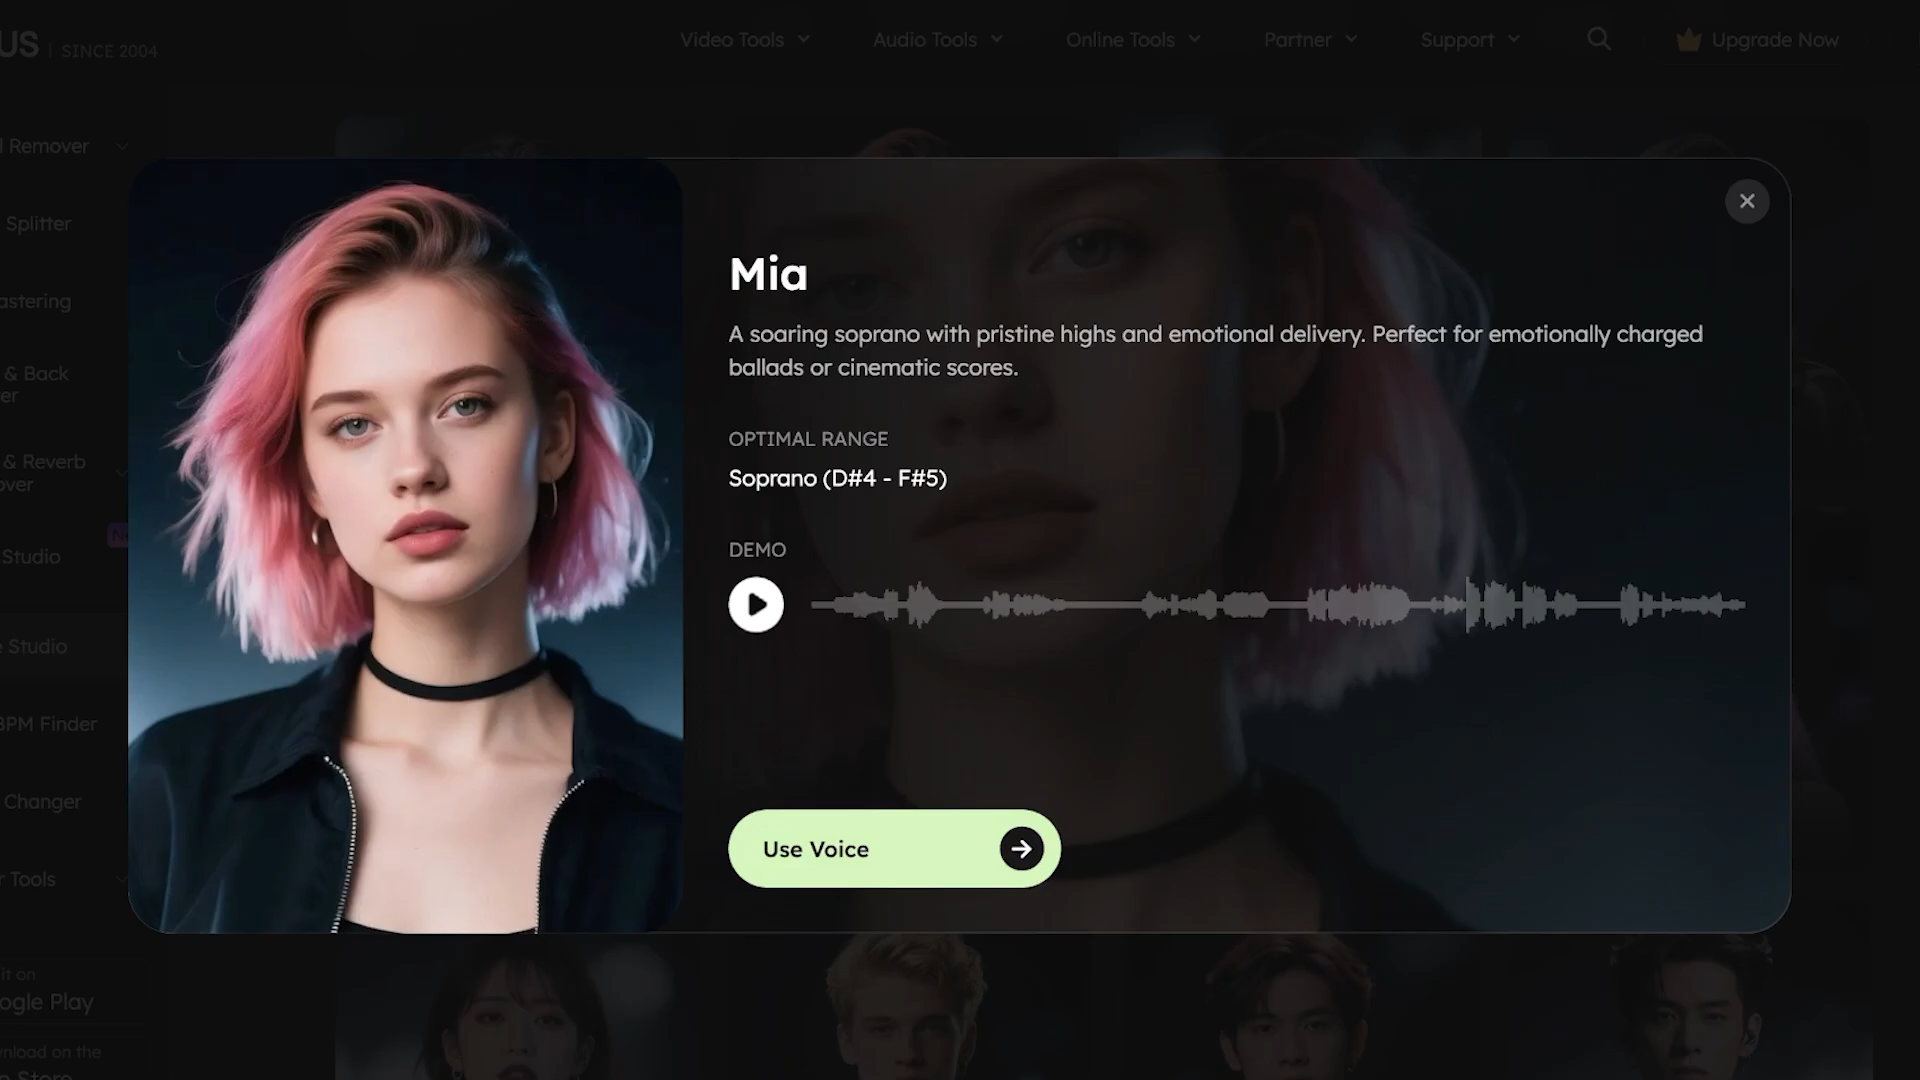 US | SINCE 2004
Video Tools
Audio Tools
Online Tools
Partner
Support
Upgrade Now
l Remover
Splitter
astering
& Back
er
& Reverb
over
Studio
e Studio
BPM Finder
Changer
r Tools
it on
ogle Play
wnload on the
Mia
A soaring soprano with pristine highs and emotional delivery. Perfect for emotionally charged
ballads or cinematic scores.
OPTIMAL RANGE
Soprano (D#4 - F#5)
DEMO
Use Voice